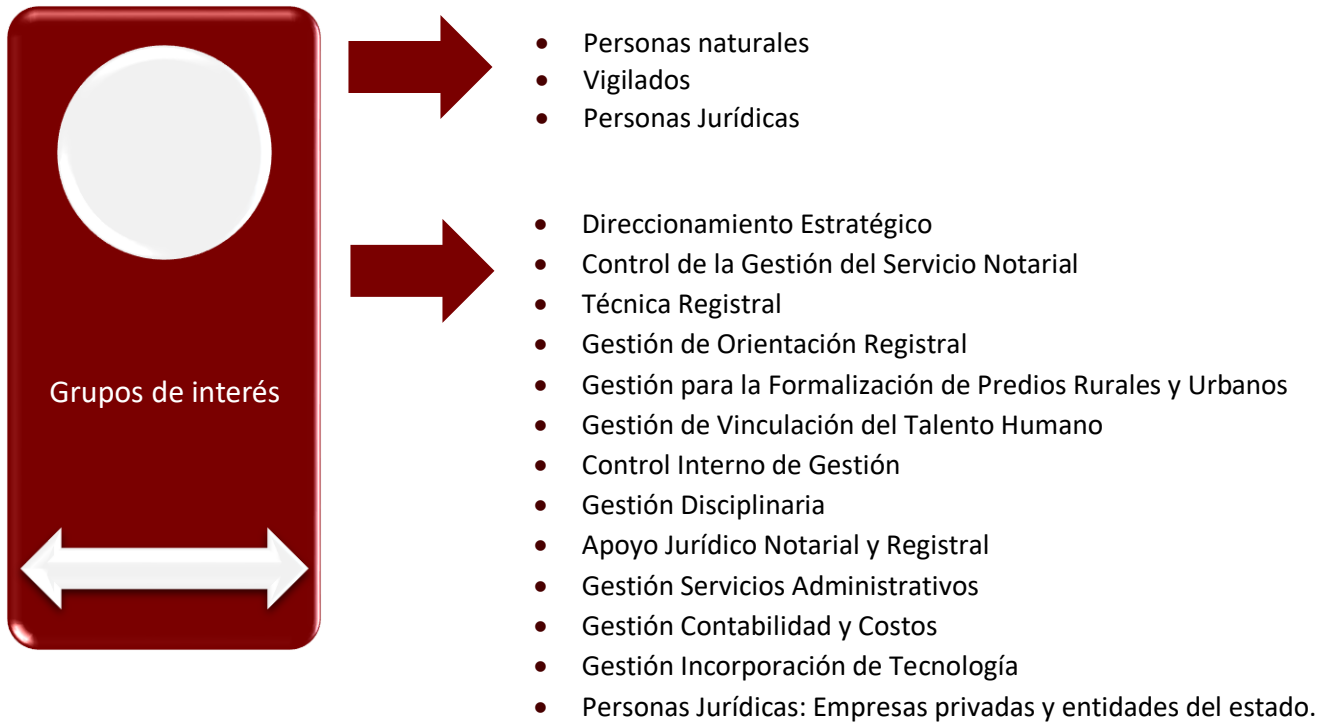 Grupos de interés
• Personas naturales
• Vigilados
• Personas Jurídicas
• Direccionamiento Estratégico
• Control de la Gestión del Servicio Notarial
• Técnica Registral
• Gestión de Orientación Registral
• Gestión para la Formalización de Predios Rurales y Urbanos
• Gestión de Vinculación del Talento Humano
• Control Interno de Gestión
• Gestión Disciplinaria
• Apoyo Jurídico Notarial y Registral
• Gestión Servicios Administrativos
• Gestión Contabilidad y Costos
• Gestión Incorporación de Tecnología
• Personas Jurídicas: Empresas privadas y entidades del estado.